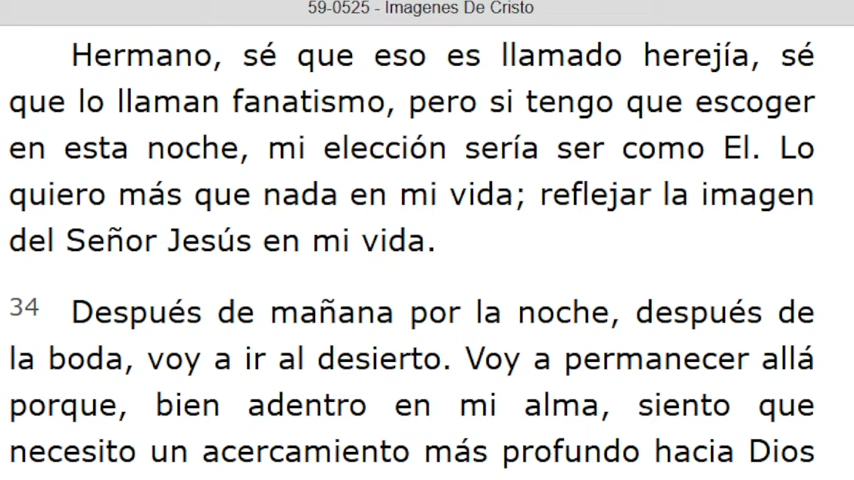 59-0525 - Imagenes De Cristo
Hermano, sé que eso es llamado herejía, sé
que lo llaman fanatismo, pero si tengo que escoger
en esta noche, mi elección sería ser como El. Lo
quiero más que nada en mi vida; reflejar la imagen
del Señor Jesús en mi vida.
34 Después de mañana por la noche, después de
la boda, voy a ir al desierto. Voy a permanecer allá
porque, bien adentro en mi alma, siento que
necesito un acercamiento más profundo hacia Dios